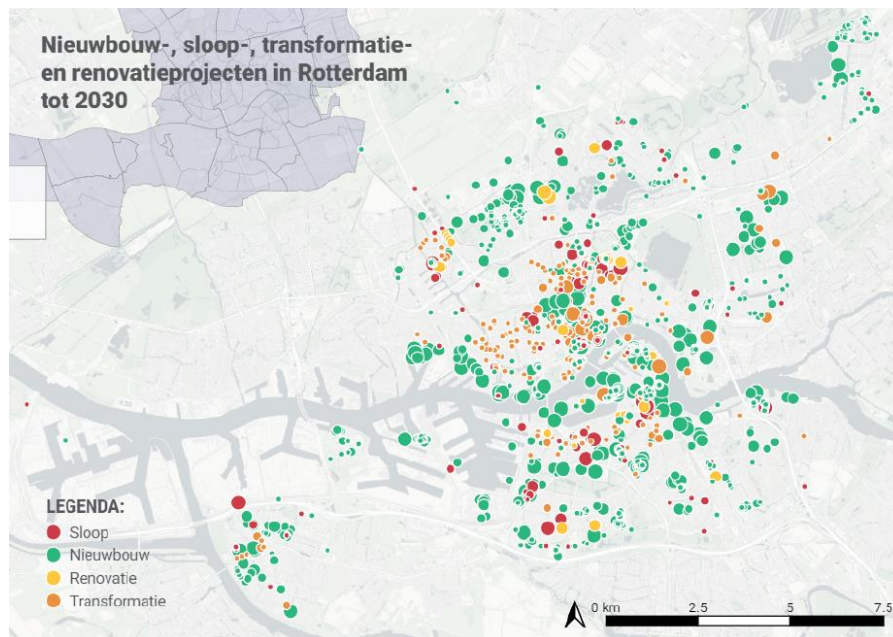 Nieuwbouw-, sloop-, transformatie-
en renovatieprojecten in Rotterdam
tot 2030
LEGENDA:
Sloop
Nieuwbouw
Renovatie
Transformatie
0 km 2.5 5 7.5